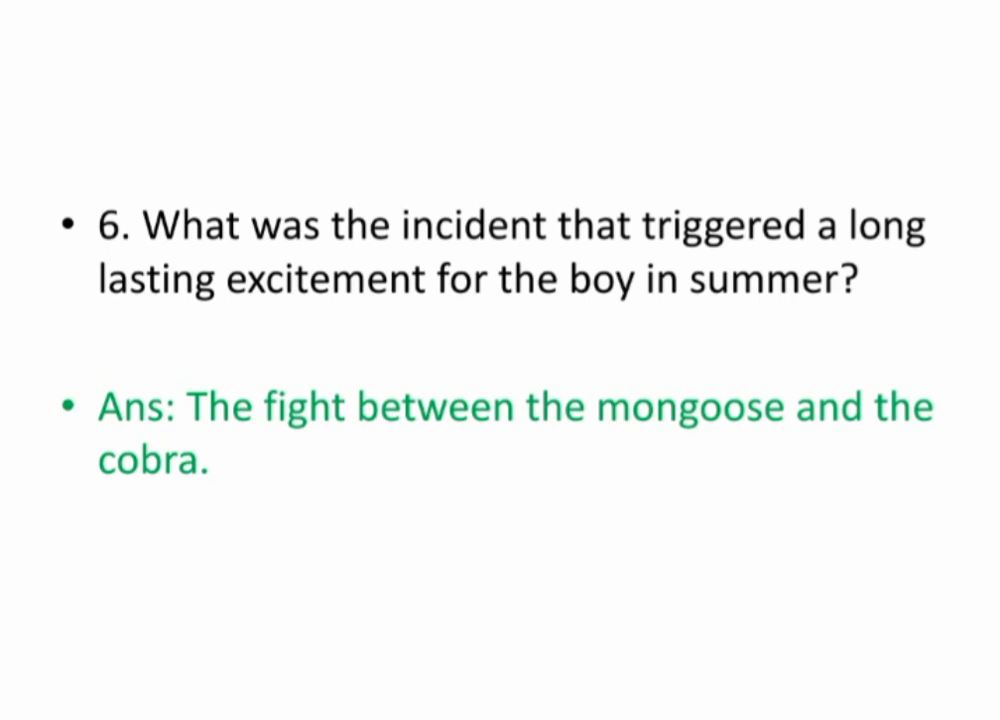 • 6. What was the incident that triggered a long
lasting excitement for the boy in summer?
• Ans: The fight between the mongoose and the
cobra.